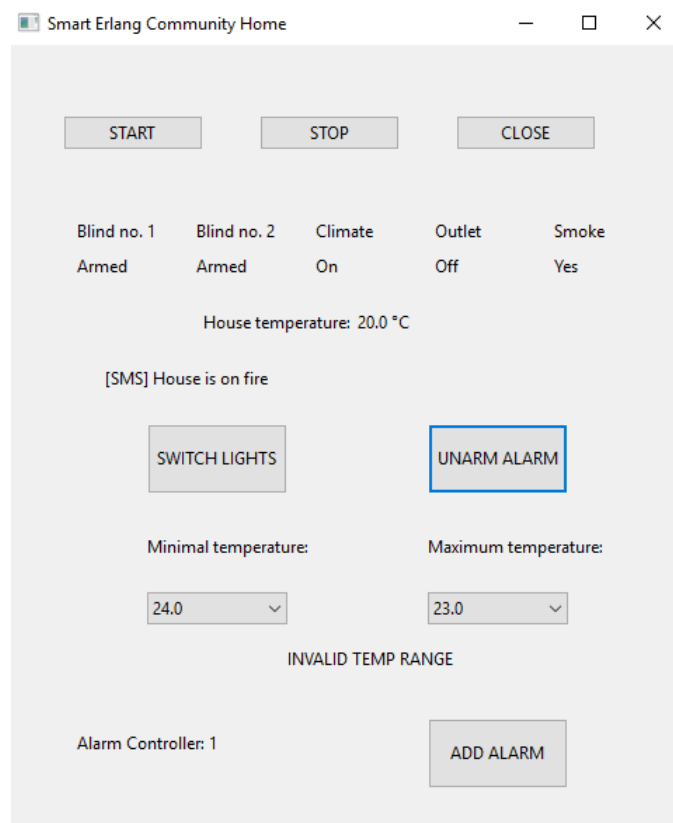 Smart Erlang Community Home
START STOP CLOSE
Blind no. 1 Blind no. 2 Climate Outlet Smoke
Armed Armed On Off Yes
House temperature: 20.0 °C
[SMS] House is on fire
SWITCH LIGHTS UNARM ALARM
Minimal temperature: Maximum temperature:
24.0 23.0
INVALID TEMP RANGE
Alarm Controller: 1 ADD ALARM